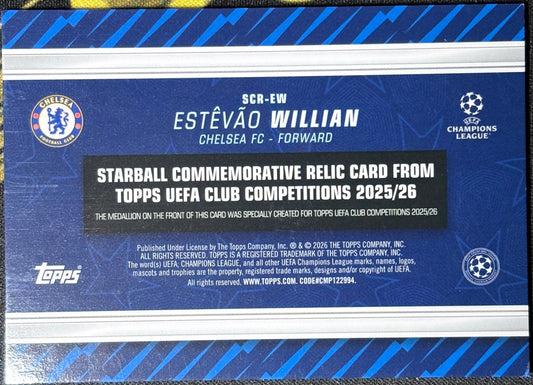 SCR-EW
ESTÊVÃO WILLIAN
CHELSEA FC - FORWARD
CHELSEA
FOOTBALL CLUB
UEFA
CHAMPIONS
LEAGUE
STARBALL COMMEMORATIVE RELIC CARD FROM
TOPPS UEFA CLUB COMPETITIONS 2025/26
THE MEDALLION ON THE FRONT OF THIS CARD WAS SPECIALLY CREATED FOR TOPPS UEFA CLUB COMPETITIONS 2025/26
Published Under License by The Topps Company, Inc. ® & © 2026 THE TOPPS COMPANY, INC.
ALL RIGHTS RESERVED. TOPPS IS A REGISTERED TRADEMARK OF THE TOPPS COMPANY, INC.
The word(s) UEFA, CHAMPIONS LEAGUE, and all other UEFA Champions League marks, names, logos,
mascots and trophies are the property, registered trade marks, designs and/or copyright of UEFA.
All rights reserved. WWW.TOPPS.COM. CODE#CMP122994.
Topps